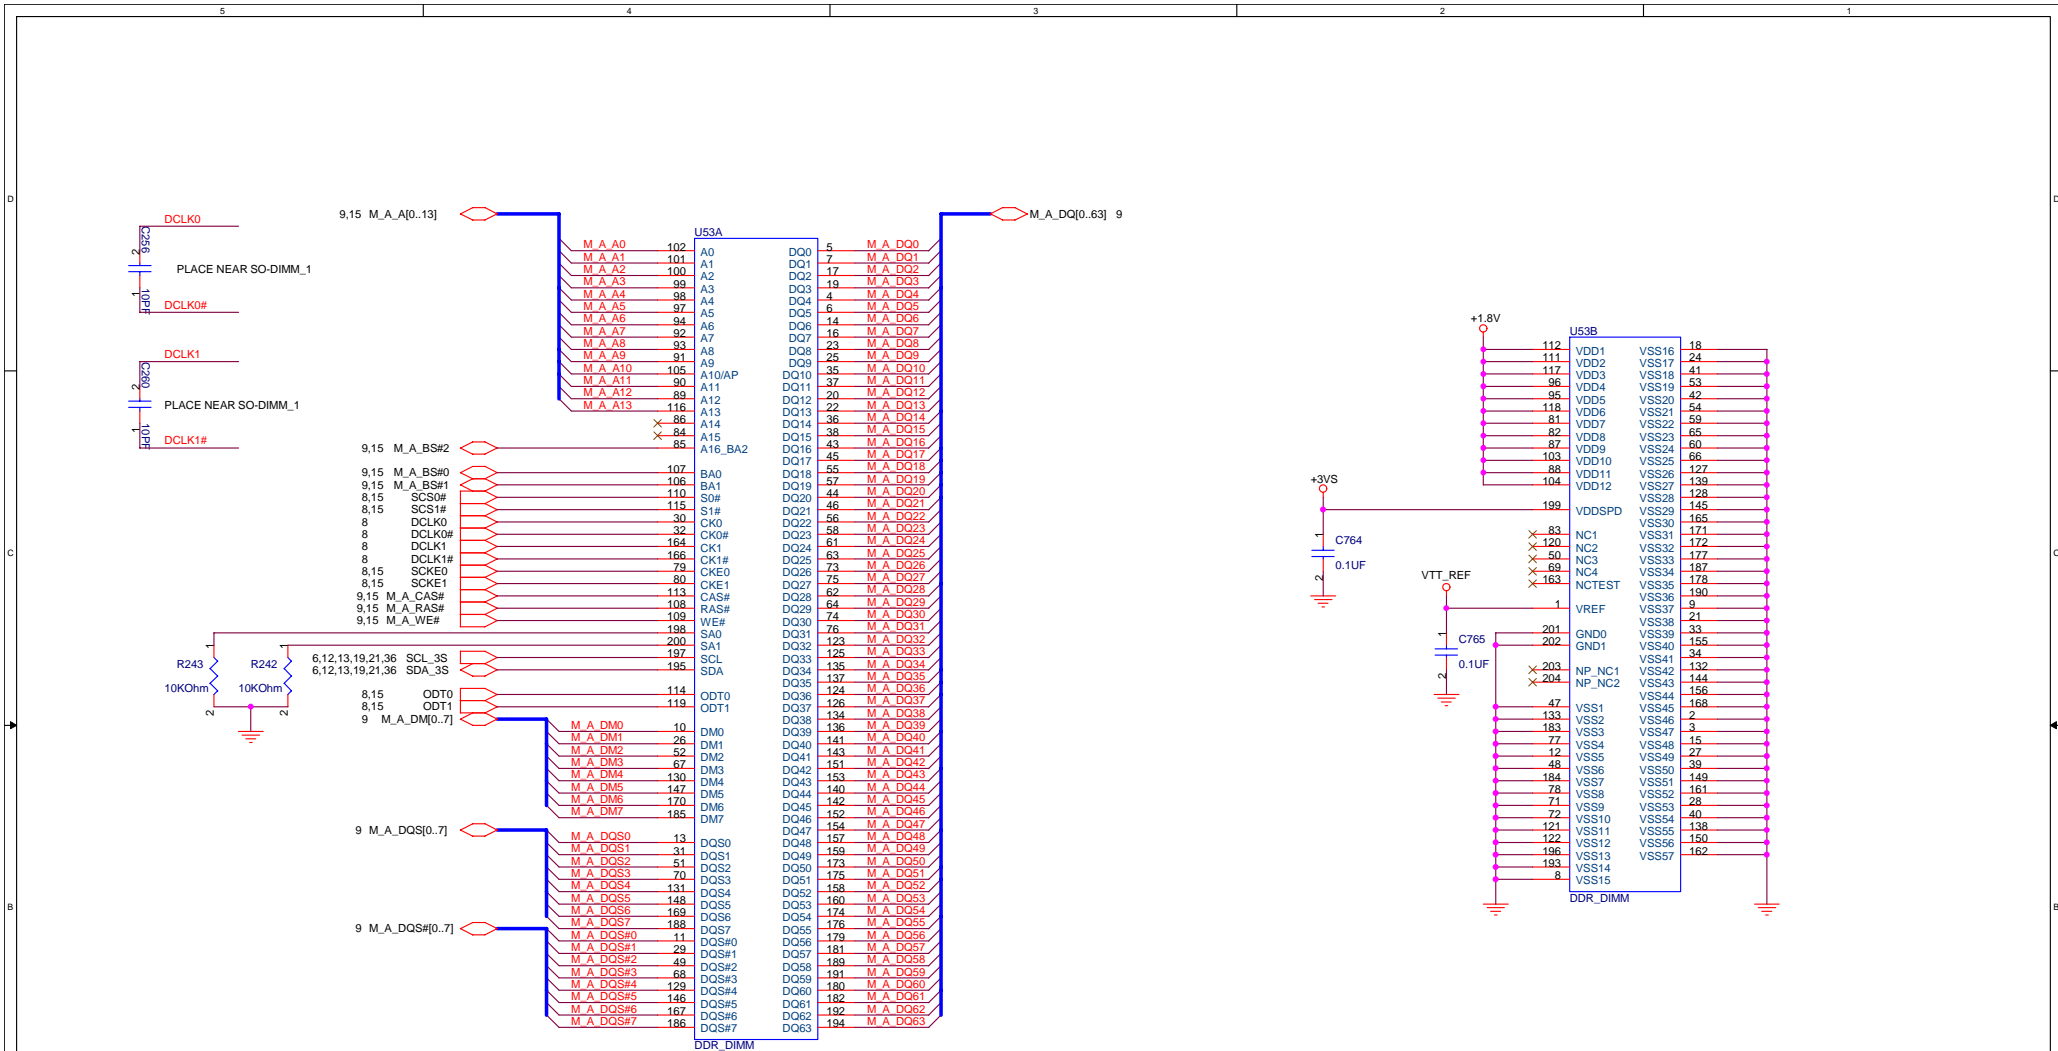 5 4 3 2 1
D D
C C
B B
DCLK0
C256
2
1
10PF
PLACE NEAR SO-DIMM_1
DCLK0#
DCLK1
C260
2
1
10PF
PLACE NEAR SO-DIMM_1
DCLK1#
9,15 M_A_A[0..13]
M_A_DQ[0..63] 9
U53A
M_A_A0 102 A0
M_A_A1 101 A1
M_A_A2 100 A2
M_A_A3 99 A3
M_A_A4 98 A4
M_A_A5 97 A5
M_A_A6 94 A6
M_A_A7 92 A7
M_A_A8 93 A8
M_A_A9 91 A9
M_A_A10 105 A10/AP
M_A_A11 90 A11
M_A_A12 89 A12
M_A_A13 116 A13
86 A14
84 A15
9,15 M_A_BS#2 85 A16_BA2
9,15 M_A_BS#0 107 BA0
9,15 M_A_BS#1 106 BA1
8,15 SCS0# 110 S0#
8,15 SCS1# 115 S1#
8 DCLK0 30 CK0
8 DCLK0# 32 CK0#
8 DCLK1 164 CK1
8 DCLK1# 166 CK1#
8,15 SCKE0 79 CKE0
8,15 SCKE1 80 CKE1
9,15 M_A_CAS# 113 CAS#
9,15 M_A_RAS# 108 RAS#
9,15 M_A_WE# 109 WE#
198 SA0
200 SA1
6,12,13,19,21,36 SCL_3S 197 SCL
6,12,13,19,21,36 SDA_3S 195 SDA
1 R243 10KOhm 2
1 R242 10KOhm 2
8,15 ODT0 114 ODT0
8,15 ODT1 119 ODT1
9 M_A_DM[0..7]
M_A_DM0 10 DM0
M_A_DM1 26 DM1
M_A_DM2 52 DM2
M_A_DM3 67 DM3
M_A_DM4 130 DM4
M_A_DM5 147 DM5
M_A_DM6 170 DM6
M_A_DM7 185 DM7
9 M_A_DQS[0..7]
M_A_DQS0 13 DQS0
M_A_DQS1 31 DQS1
M_A_DQS2 51 DQS2
M_A_DQS3 70 DQS3
M_A_DQS4 131 DQS4
M_A_DQS5 148 DQS5
M_A_DQS6 169 DQS6
M_A_DQS7 188 DQS7
9 M_A_DQS#[0..7]
M_A_DQS#0 11 DQS#0
M_A_DQS#1 29 DQS#1
M_A_DQS#2 49 DQS#2
M_A_DQS#3 68 DQS#3
M_A_DQS#4 129 DQS#4
M_A_DQS#5 146 DQS#5
M_A_DQS#6 167 DQS#6
M_A_DQS#7 186 DQS#7
DQ0 5 M_A_DQ0
DQ1 7 M_A_DQ1
DQ2 17 M_A_DQ2
DQ3 19 M_A_DQ3
DQ4 4 M_A_DQ4
DQ5 6 M_A_DQ5
DQ6 14 M_A_DQ6
DQ7 16 M_A_DQ7
DQ8 23 M_A_DQ8
DQ9 25 M_A_DQ9
DQ10 35 M_A_DQ10
DQ11 37 M_A_DQ11
DQ12 20 M_A_DQ12
DQ13 22 M_A_DQ13
DQ14 36 M_A_DQ14
DQ15 38 M_A_DQ15
DQ16 43 M_A_DQ16
DQ17 45 M_A_DQ17
DQ18 55 M_A_DQ18
DQ19 57 M_A_DQ19
DQ20 44 M_A_DQ20
DQ21 46 M_A_DQ21
DQ22 56 M_A_DQ22
DQ23 58 M_A_DQ23
DQ24 61 M_A_DQ24
DQ25 63 M_A_DQ25
DQ26 73 M_A_DQ26
DQ27 75 M_A_DQ27
DQ28 62 M_A_DQ28
DQ29 64 M_A_DQ29
DQ30 74 M_A_DQ30
DQ31 76 M_A_DQ31
DQ32 123 M_A_DQ32
DQ33 125 M_A_DQ33
DQ34 135 M_A_DQ34
DQ35 137 M_A_DQ35
DQ36 124 M_A_DQ36
DQ37 126 M_A_DQ37
DQ38 134 M_A_DQ38
DQ39 136 M_A_DQ39
DQ40 141 M_A_DQ40
DQ41 143 M_A_DQ41
DQ42 151 M_A_DQ42
DQ43 153 M_A_DQ43
DQ44 140 M_A_DQ44
DQ45 142 M_A_DQ45
DQ46 152 M_A_DQ46
DQ47 154 M_A_DQ47
DQ48 157 M_A_DQ48
DQ49 159 M_A_DQ49
DQ50 173 M_A_DQ50
DQ51 175 M_A_DQ51
DQ52 158 M_A_DQ52
DQ53 160 M_A_DQ53
DQ54 174 M_A_DQ54
DQ55 176 M_A_DQ55
DQ56 179 M_A_DQ56
DQ57 181 M_A_DQ57
DQ58 189 M_A_DQ58
DQ59 191 M_A_DQ59
DQ60 180 M_A_DQ60
DQ61 182 M_A_DQ61
DQ62 192 M_A_DQ62
DQ63 194 M_A_DQ63
DDR_DIMM
+1.8V
U53B
112 VDD1
111 VDD2
117 VDD3
96 VDD4
95 VDD5
118 VDD6
81 VDD7
82 VDD8
87 VDD9
103 VDD10
88 VDD11
104 VDD12
+3VS
199 VDDSPD
1 C764 0.1UF 2
83 NC1
120 NC2
50 NC3
69 NC4
163 NCTEST
VTT_REF
1 VREF
1 C765 0.1UF 2
201 GND0
202 GND1
203 NP_NC1
204 NP_NC2
47 VSS1
133 VSS2
183 VSS3
77 VSS4
12 VSS5
48 VSS6
184 VSS7
78 VSS8
71 VSS9
72 VSS10
121 VSS11
122 VSS12
196 VSS13
193 VSS14
8 VSS15
VSS16 18
VSS17 24
VSS18 41
VSS19 53
VSS20 42
VSS21 54
VSS22 59
VSS23 65
VSS24 60
VSS25 66
VSS26 127
VSS27 139
VSS28 128
VSS29 145
VSS30 165
VSS31 171
VSS32 172
VSS33 177
VSS34 187
VSS35 178
VSS36 190
VSS37 9
VSS38 21
VSS39 33
VSS40 155
VSS41 34
VSS42 132
VSS43 144
VSS44 156
VSS45 168
VSS46 2
VSS47 3
VSS48 15
VSS49 27
VSS50 39
VSS51 149
VSS52 161
VSS53 28
VSS54 40
VSS55 138
VSS56 150
VSS57 162
DDR_DIMM